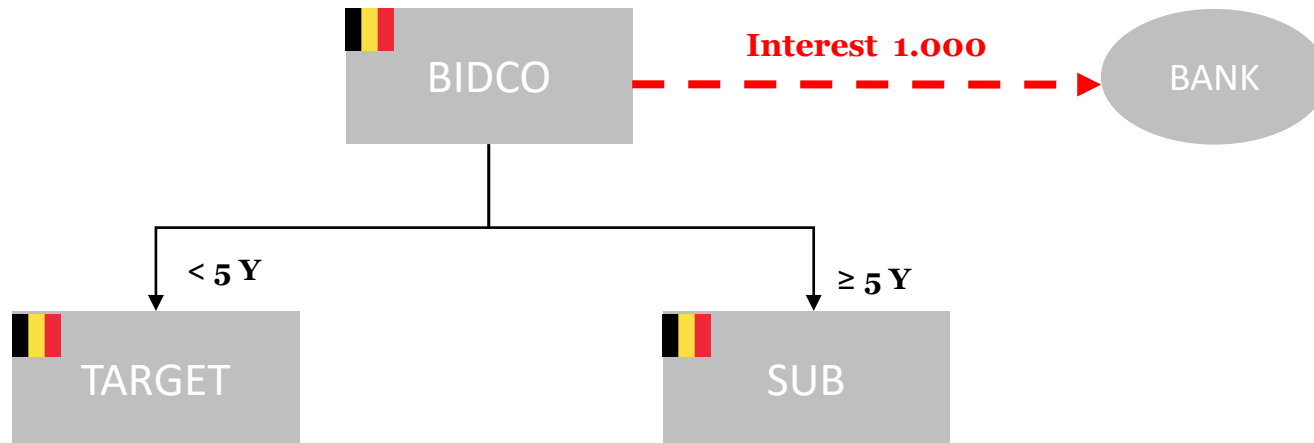 Interest 1.000
BIDCO
BANK
< 5 Y
≥ 5 Y
TARGET
SUB